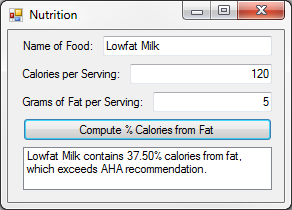 Nutrition
Name of Food: Lowfat Milk
Calories per Serving: 120
Grams of Fat per Serving: 5
Compute % Calories from Fat
Lowfat Milk contains 37.50% calories from fat,
which exceeds AHA recommendation.